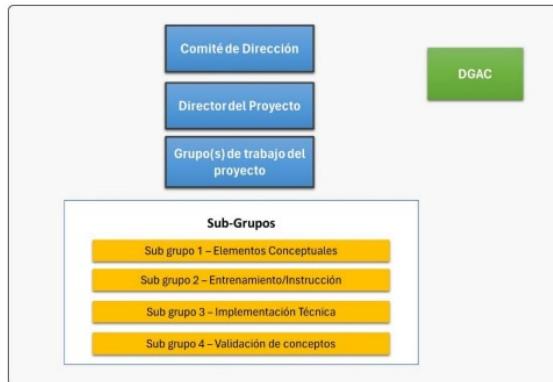 Comité de Dirección
DGAC
Director del Proyecto
Grupo(s) de trabajo del
proyecto
Sub-Grupos
Sub grupo 1 – Elementos Conceptuales
Sub grupo 2 – Entrenamiento/Instrucción
Sub grupo 3 – Implementación Técnica
Sub grupo 4 – Validación de conceptos